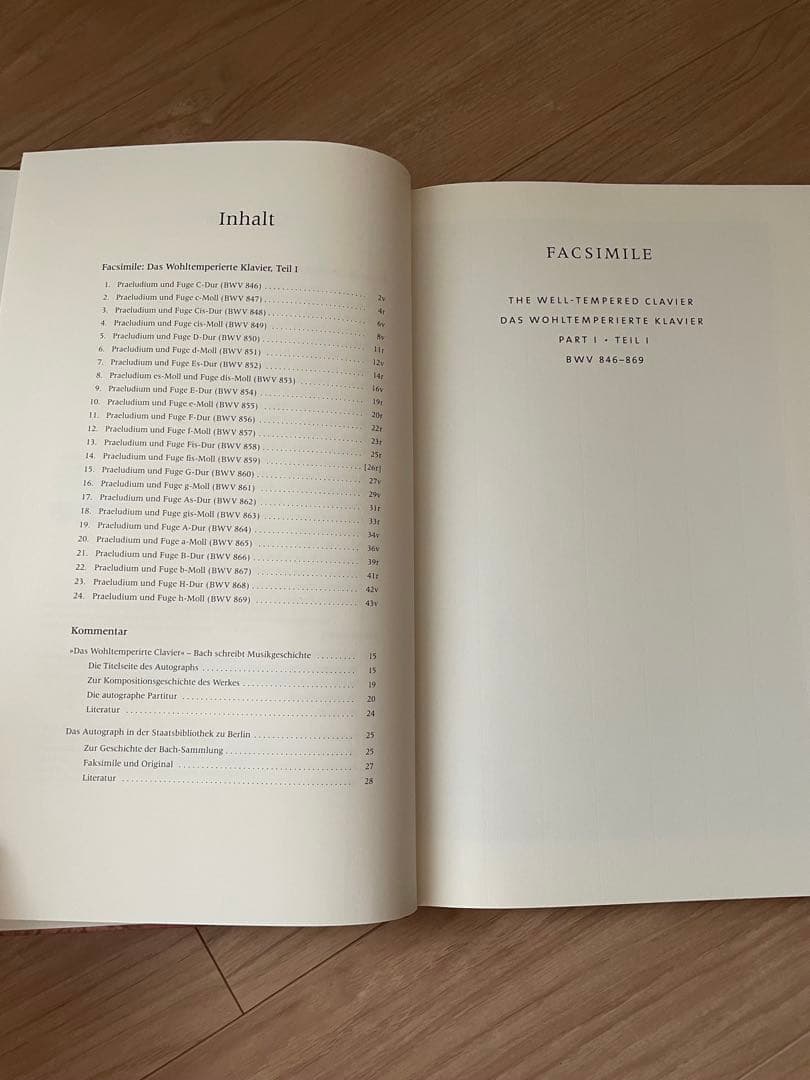 Inhalt
Facsimile: Das Wohltemperierte Klavier, Teil I
1. Praeludium und Fuge C-Dur (BWV 846) 2v
2. Praeludium und Fuge c-Moll (BWV 847) 4r
3. Praeludium und Fuge Cis-Dur (BWV 848) 6v
4. Praeludium und Fuge cis-Moll (BWV 849) 8v
5. Praeludium und Fuge D-Dur (BWV 850) 11r
6. Praeludium und Fuge d-Moll (BWV 851) 12v
7. Praeludium und Fuge Es-Dur (BWV 852) 14r
8. Praeludium es-Moll und Fuge dis-Moll (BWV 853) 16v
9. Praeludium und Fuge E-Dur (BWV 854) 19r
10. Praeludium und Fuge e-Moll (BWV 855) 20r
11. Praeludium und Fuge F-Dur (BWV 856) 22r
12. Praeludium und Fuge f-Moll (BWV 857) 23r
13. Praeludium und Fuge Fis-Dur (BWV 858) 25r
14. Praeludium und Fuge fis-Moll (BWV 859) [26r]
15. Praeludium und Fuge G-Dur (BWV 860) 27v
16. Praeludium und Fuge g-Moll (BWV 861) 29v
17. Praeludium und Fuge As-Dur (BWV 862) 31r
18. Praeludium und Fuge gis-Moll (BWV 863) 33r
19. Praeludium und Fuge A-Dur (BWV 864) 34v
20. Praeludium und Fuge a-Moll (BWV 865) 36v
21. Praeludium und Fuge B-Dur (BWV 866) 39r
22. Praeludium und Fuge b-Moll (BWV 867) 41r
23. Praeludium und Fuge H-Dur (BWV 868) 42v
24. Praeludium und Fuge h-Moll (BWV 869) 43v
Kommentar
»Das Wohltemperirte Clavier« – Bach schreibt Musikgeschichte 15
Die Titelseite des Autographs 15
Zur Kompositionsgeschichte des Werkes 19
Die autographe Partitur 20
Literatur 24
Das Autograph in der Staatsbibliothek zu Berlin 25
Zur Geschichte der Bach-Sammlung 25
Faksimile und Original 27
Literatur 28
FACSIMILE
THE WELL-TEMPERED CLAVIER
DAS WOHLTEMPERIERTE KLAVIER
PART I · TEIL I
BWV 846–869